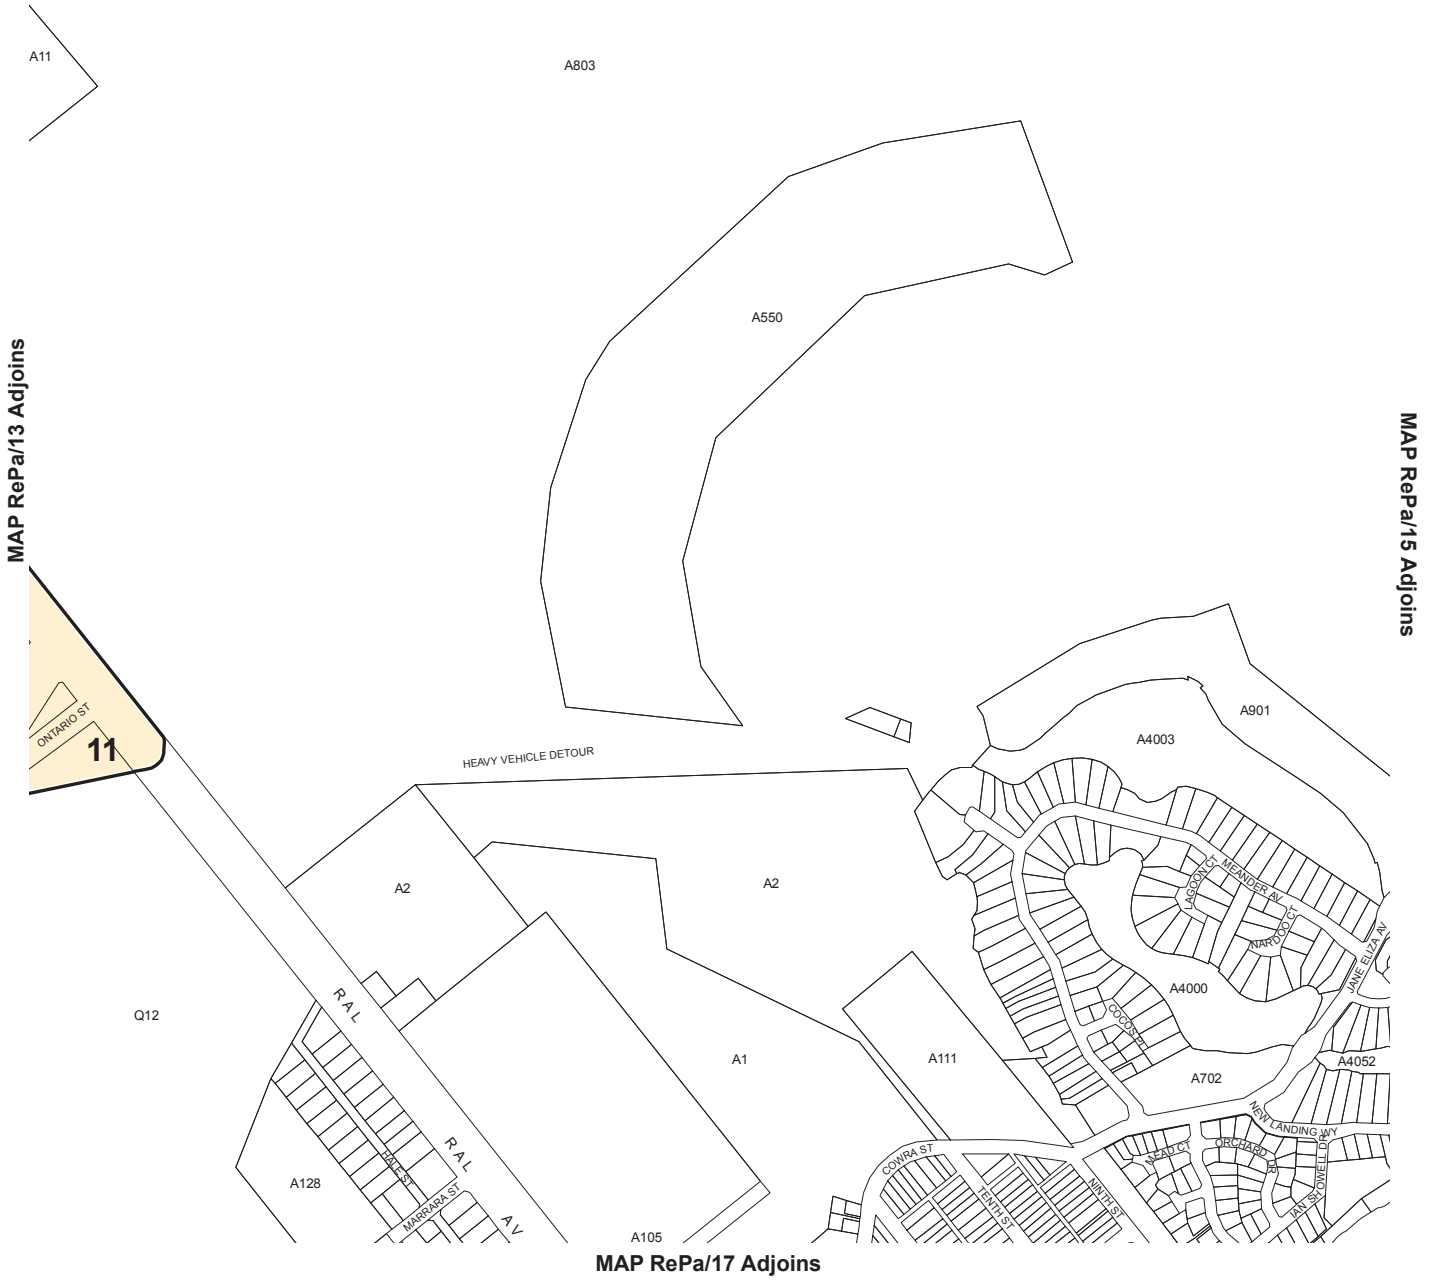 A11
A803
A550
MAP RePa/13 Adjoins
MAP RePa/15 Adjoins
A901
A4003
ONTARIO ST
11
HEAVY VEHICLE DETOUR
A2
A2
LAGOON CT
MEANDER AV
NARDOO CT
JANE ELIZA AV
A4000
COCOS PL
Q12
RAL
A1
A111
A4052
A702
NEW LANDING WY
RAL
HALE ST
A128
MARRARA ST
AV
COWRA ST
MEAD CT
ORCHARD DR
IAN SHOWELL DR
TENTH ST
NINTH ST
A105
MAP RePa/17 Adjoins